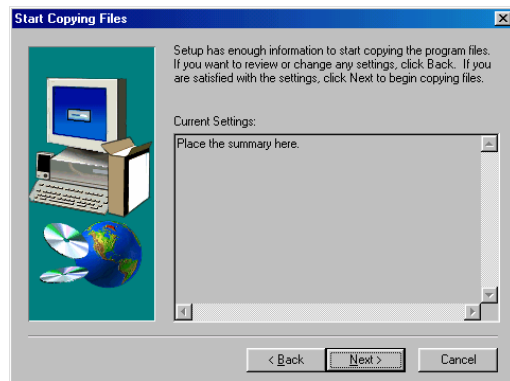 Start Copying Files
Setup has enough information to start copying the program files.
If you want to review or change any settings, click Back. If you
are satisfied with the settings, click Next to begin copying files.
Current Settings:
Place the summary here.
< Back
Next >
Cancel